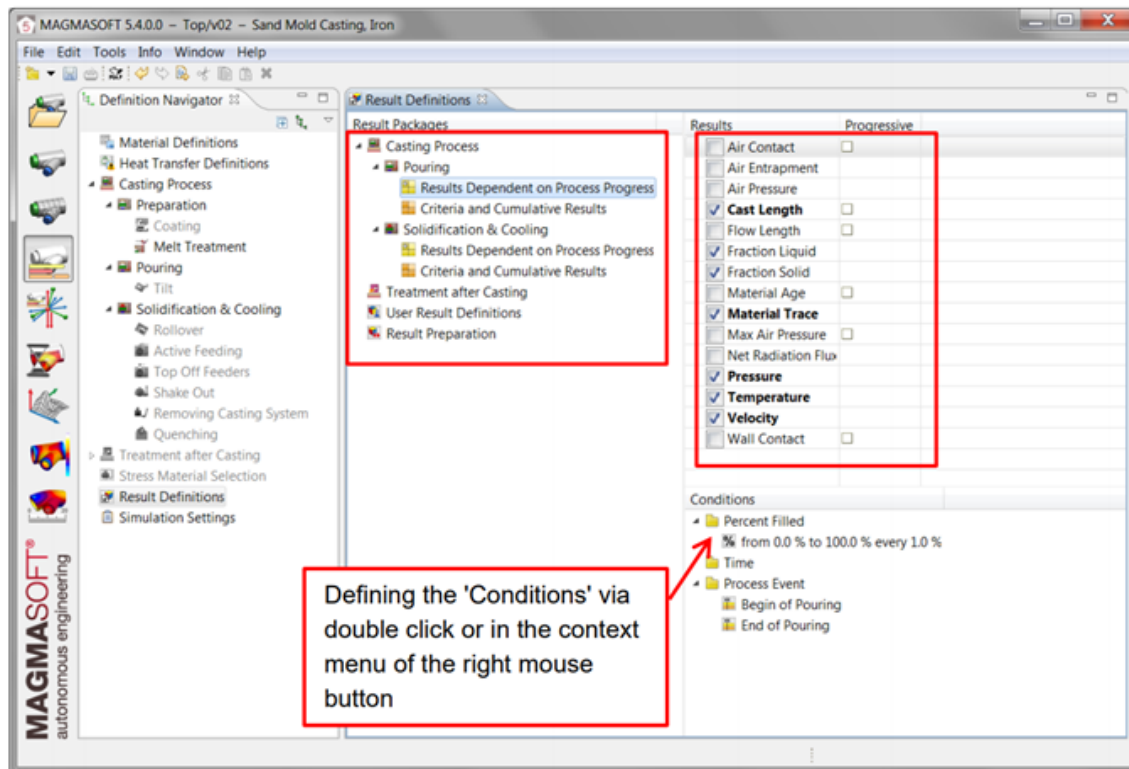 MAGMASOFT 5.4.0.0 – Top/v02 – Sand Mold Casting, Iron
File Edit Tools Info Window Help
Definition Navigator
Material Definitions
Heat Transfer Definitions
Casting Process
Preparation
Coating
Melt Treatment
Pouring
Tilt
Solidification & Cooling
Rollover
Active Feeding
Top Off Feeders
Shake Out
Removing Casting System
Quenching
Treatment after Casting
Stress Material Selection
Result Definitions
Simulation Settings
Result Definitions
Result Packages
Casting Process
Pouring
Results Dependent on Process Progress
Criteria and Cumulative Results
Solidification & Cooling
Results Dependent on Process Progress
Criteria and Cumulative Results
Treatment after Casting
User Result Definitions
Result Preparation
Results Progressive
Air Contact
Air Entrapment
Air Pressure
Cast Length
Flow Length
Fraction Liquid
Fraction Solid
Material Age
Material Trace
Max Air Pressure
Net Radiation Flux
Pressure
Temperature
Velocity
Wall Contact
Conditions
Percent Filled
% from 0.0 % to 100.0 % every 1.0 %
Time
Process Event
Begin of Pouring
End of Pouring
Defining the 'Conditions' via
double click or in the context
menu of the right mouse
button
MAGMASOFT®
autonomous engineering